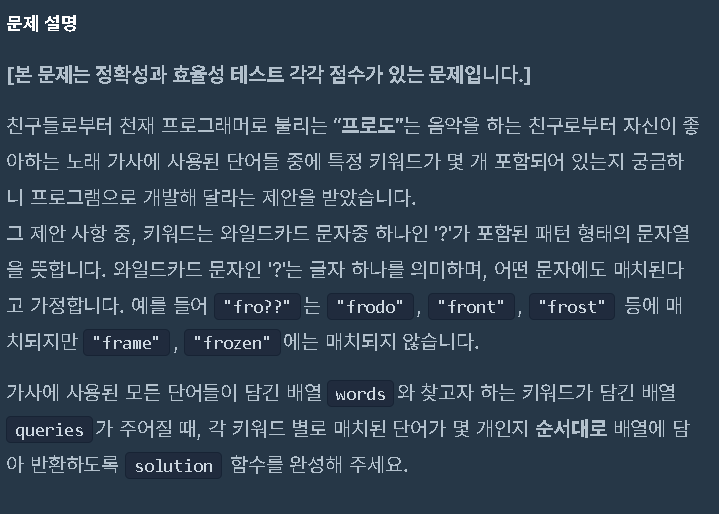 문제 설명
[본 문제는 정확성과 효율성 테스트 각각 점수가 있는 문제입니다.]
친구들로부터 천재 프로그래머로 불리는 “프로도”는 음악을 하는 친구로부터 자신이 좋
아하는 노래 가사에 사용된 단어들 중에 특정 키워드가 몇 개 포함되어 있는지 궁금하
니 프로그램으로 개발해 달라는 제안을 받았습니다.
그 제안 사항 중, 키워드는 와일드카드 문자중 하나인 '?'가 포함된 패턴 형태의 문자열
을 뜻합니다. 와일드카드 문자인 '?'는 글자 하나를 의미하며, 어떤 문자에도 매치된다
고 가정합니다. 예를 들어 "fro??"는 "frodo", "front", "frost" 등에 매
치되지만 "frame", "frozen"에는 매치되지 않습니다.
가사에 사용된 모든 단어들이 담긴 배열 words와 찾고자 하는 키워드가 담긴 배열
queries가 주어질 때, 각 키워드 별로 매치된 단어가 몇 개인지 순서대로 배열에 담
아 반환하도록 solution 함수를 완성해 주세요.